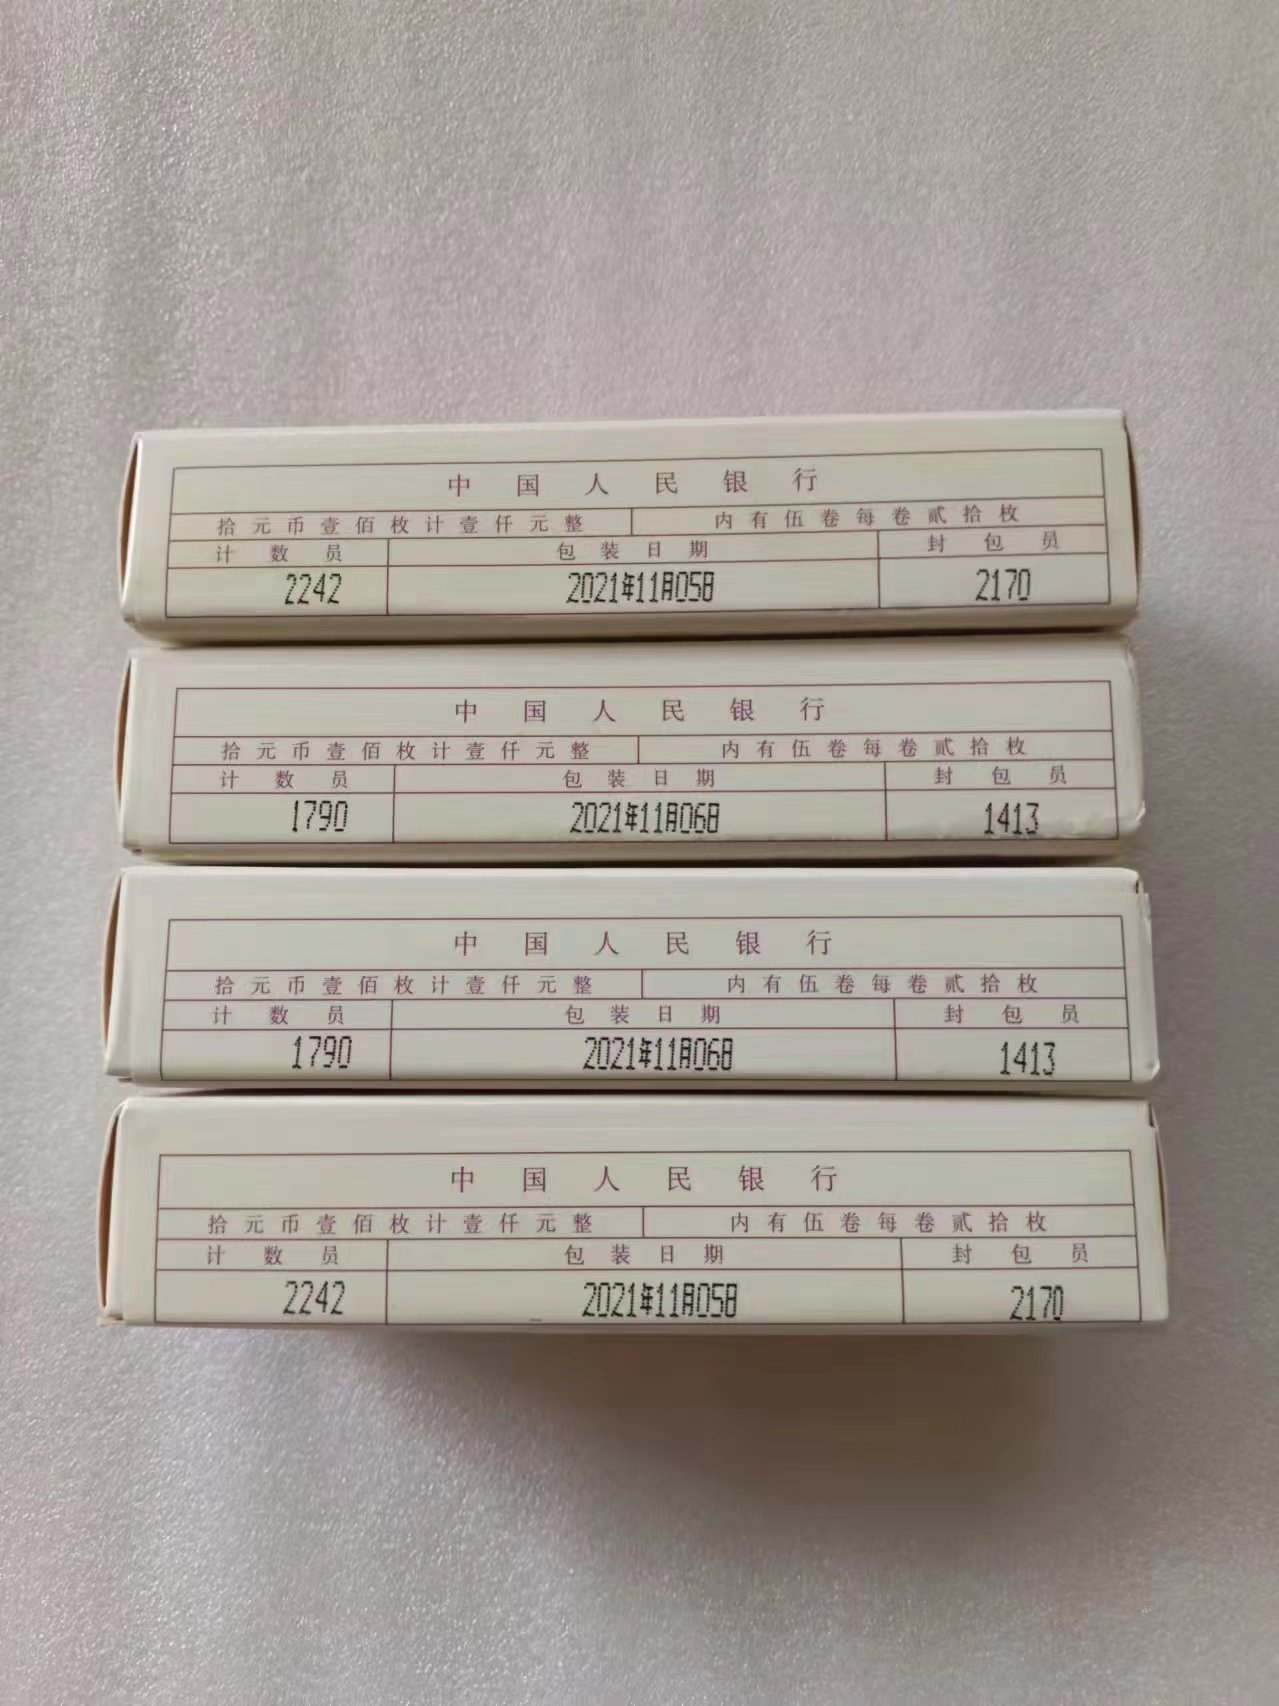 中国人民银行
拾元币壹佰枚计壹仟元整 内有伍卷每卷贰拾枚
计数员 包装日期 封包员
2242 2021年11月05日 2170
中国人民银行
拾元币壹佰枚计壹仟元整 内有伍卷每卷贰拾枚
计数员 包装日期 封包员
1790 2021年11月06日 1413
中国人民银行
拾元币壹佰枚计壹仟元整 内有伍卷每卷贰拾枚
计数员 包装日期 封包员
1790 2021年11月06日 1413
中国人民银行
拾元币壹佰枚计壹仟元整 内有伍卷每卷贰拾枚
计数员 包装日期 封包员
2242 2021年11月05日 2170